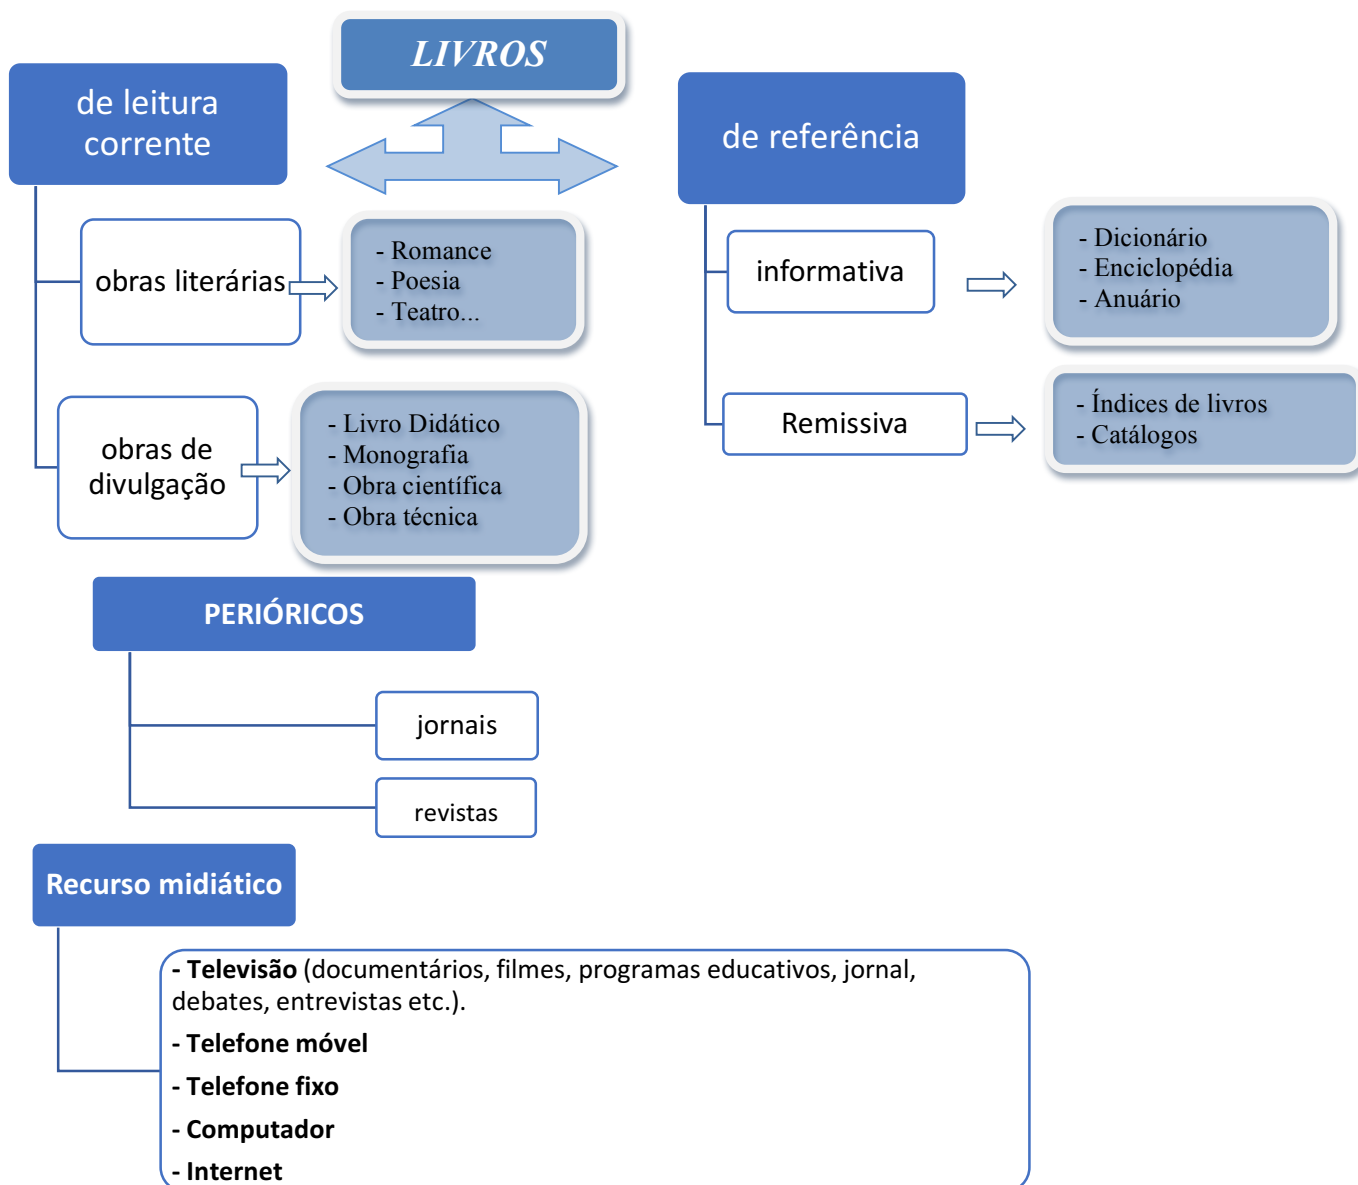 LIVROS
de leitura
corrente
de referência
obras literárias
- Romance
- Poesia
- Teatro...
informativa
- Dicionário
- Enciclopédia
- Anuário
obras de
divulgação
- Livro Didático
- Monografia
- Obra científica
- Obra técnica
Remissiva
- Índices de livros
- Catálogos
PERIÓRICOS
jornais
revistas
Recurso midiático
- Televisão (documentários, filmes, programas educativos, jornal,
debates, entrevistas etc.).
- Telefone móvel
- Telefone fixo
- Computador
- Internet